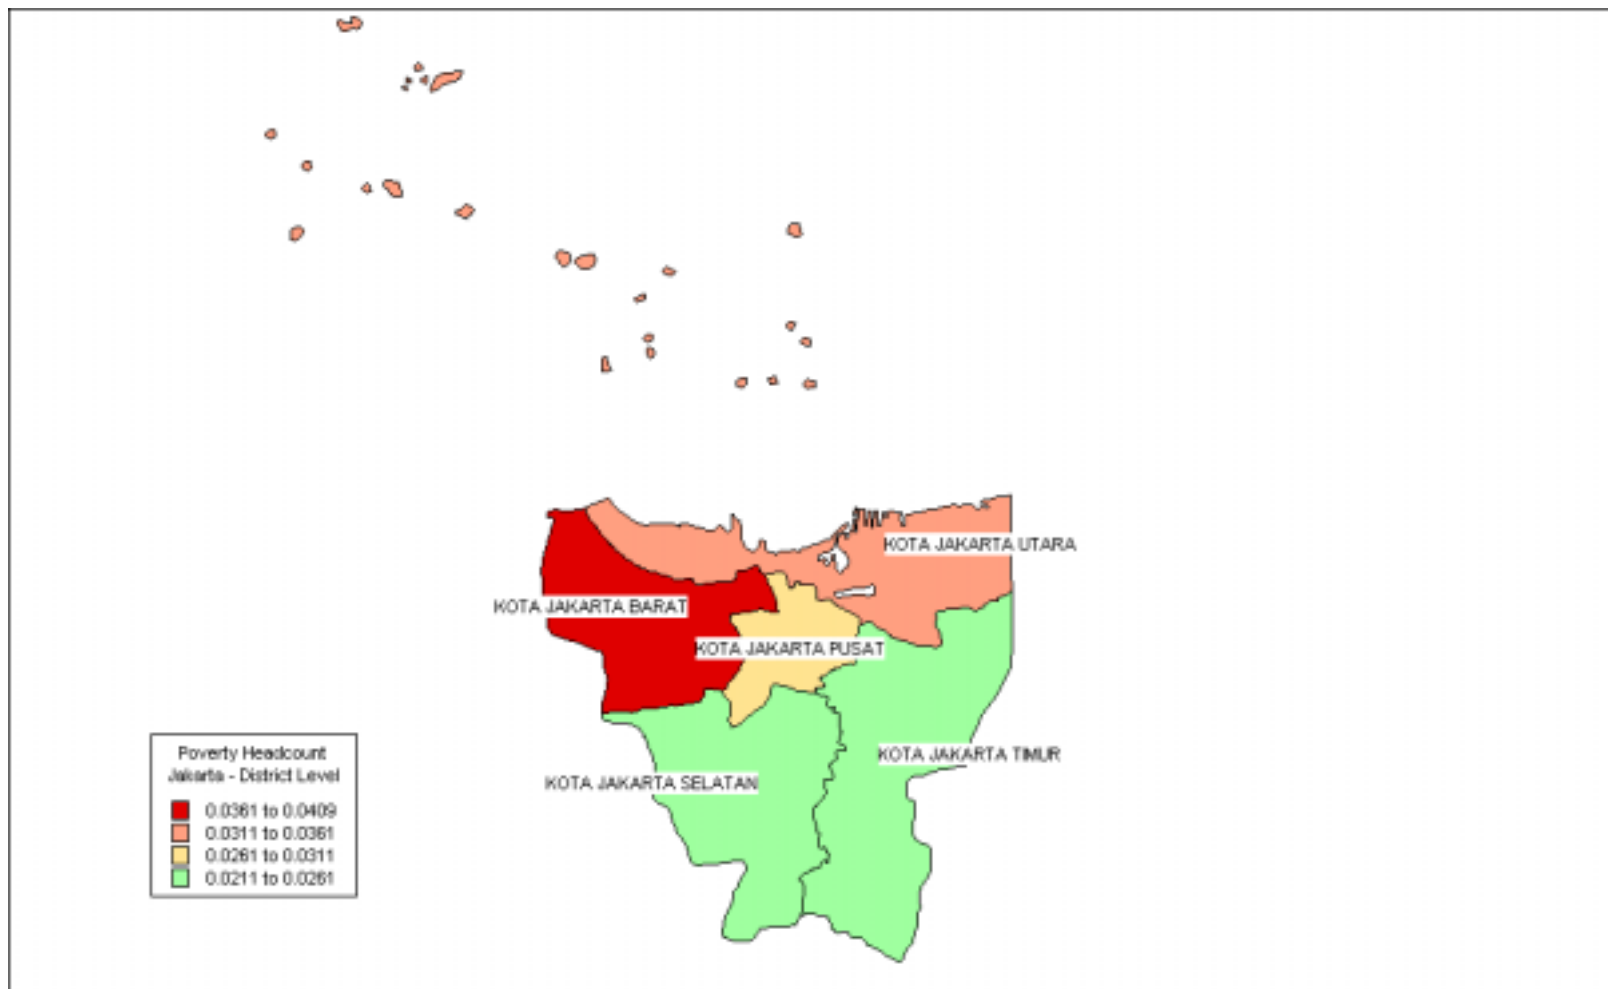 KOTA JAKARTA UTARA
KOTA JAKARTA BARAT
KOTA JAKARTA PUSAT
KOTA JAKARTA TIMUR
KOTA JAKARTA SELATAN
Poverty Headcount
Jakarta - District Level
0.0361 to 0.0409
0.0311 to 0.0361
0.0261 to 0.0311
0.0211 to 0.0261